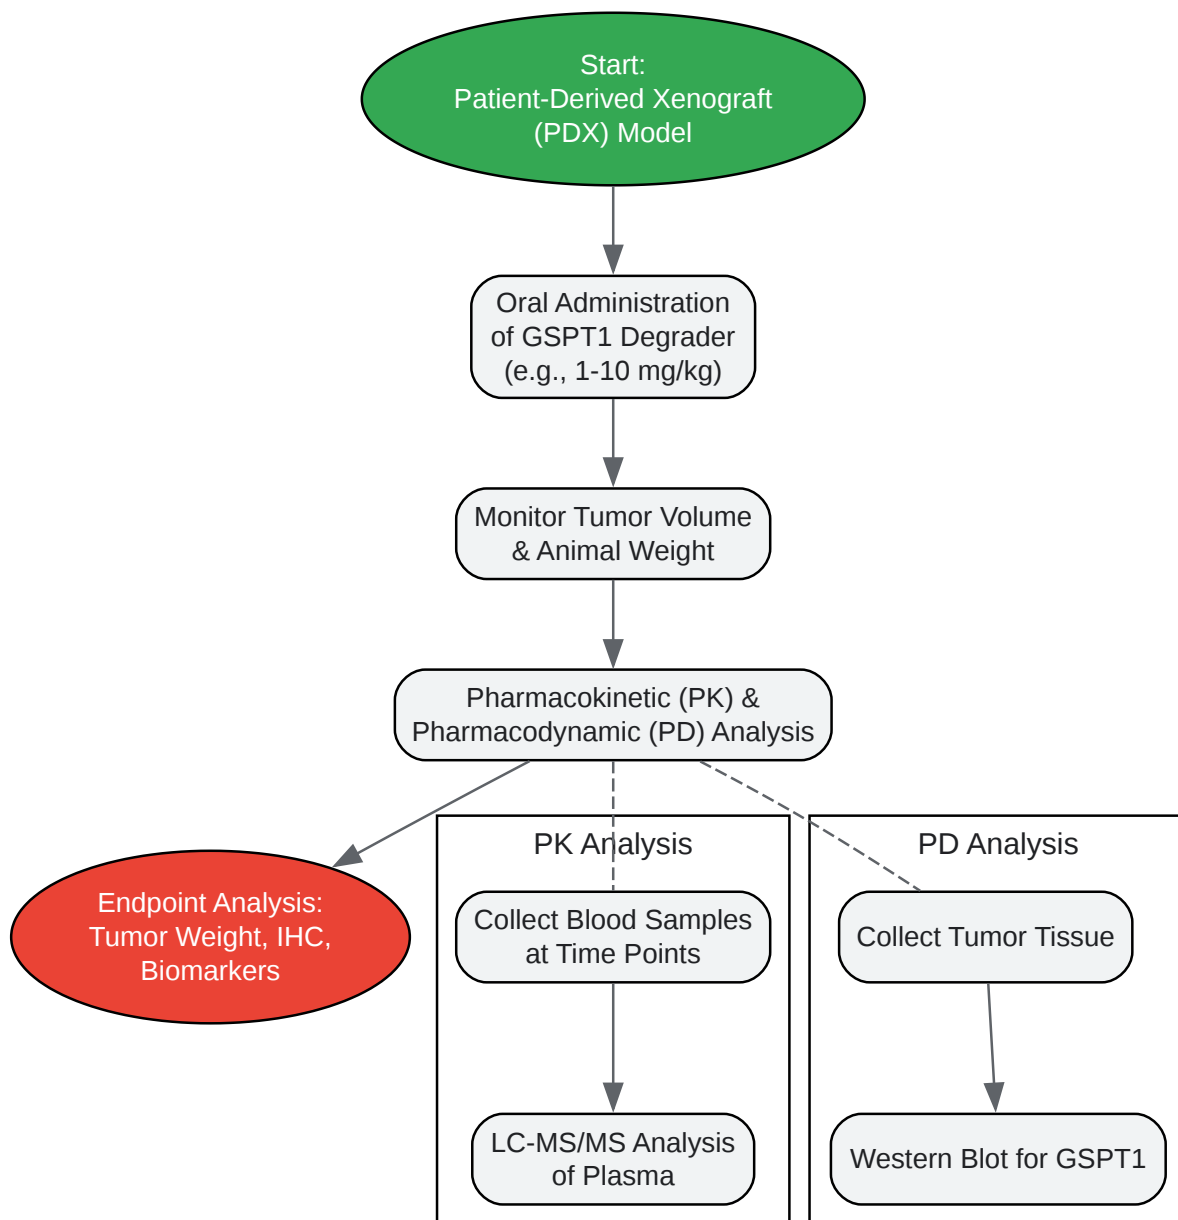 Start:
Patient-Derived Xenograft
(PDX) Model
Oral Administration
of GSPT1 Degrader
(e.g., 1-10 mg/kg)
Monitor Tumor Volume
& Animal Weight
Pharmacokinetic (PK) &
Pharmacodynamic (PD) Analysis
Endpoint Analysis:
Tumor Weight, IHC,
Biomarkers
PK Analysis
Collect Blood Samples
at Time Points
LC-MS/MS Analysis
of Plasma
PD Analysis
Collect Tumor Tissue
Western Blot for GSPT1